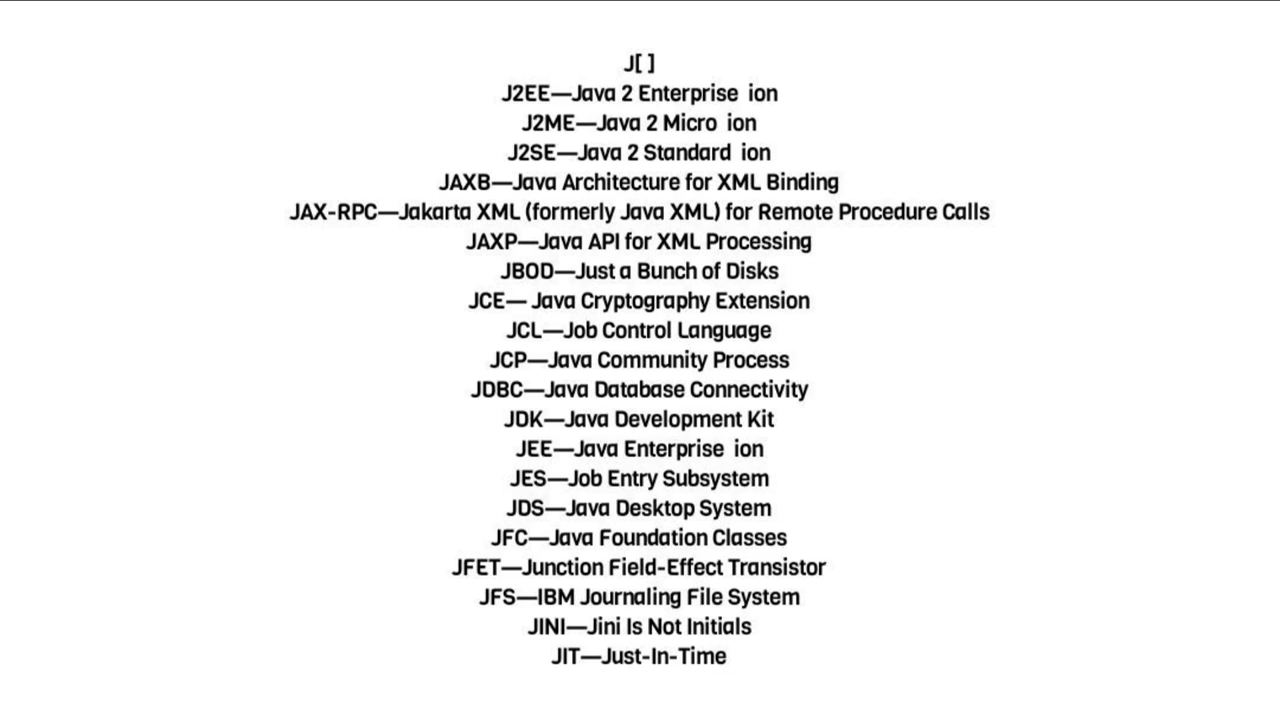 J[ ]
J2EE—Java 2 Enterprise ion
J2ME—Java 2 Micro ion
J2SE—Java 2 Standard ion
JAXB—Java Architecture for XML Binding
JAX-RPC—Jakarta XML (formerly Java XML) for Remote Procedure Calls
JAXP—Java API for XML Processing
JBOD—Just a Bunch of Disks
JCE— Java Cryptography Extension
JCL—Job Control Language
JCP—Java Community Process
JDBC—Java Database Connectivity
JDK—Java Development Kit
JEE—Java Enterprise ion
JES—Job Entry Subsystem
JDS—Java Desktop System
JFC—Java Foundation Classes
JFET—Junction Field-Effect Transistor
JFS—IBM Journaling File System
JINI—Jini Is Not Initials
JIT—Just-In-Time